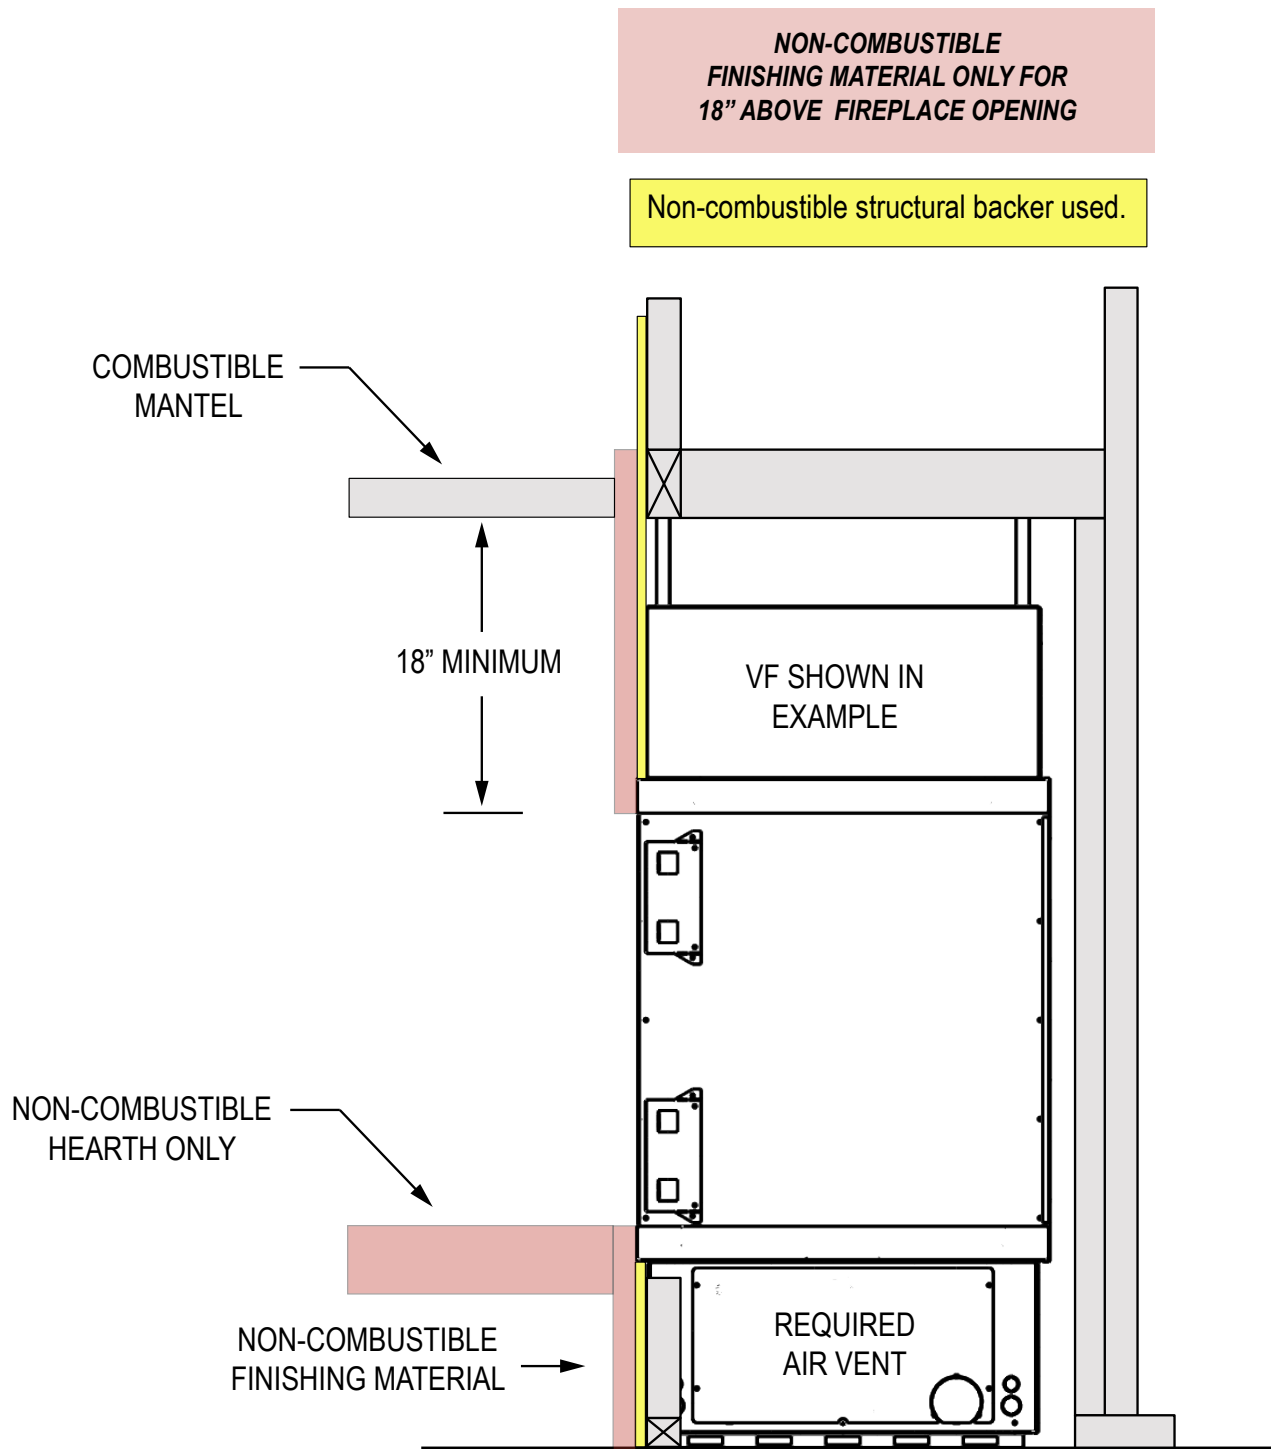 NON-COMBUSTIBLE
FINISHING MATERIAL ONLY FOR
18” ABOVE FIREPLACE OPENING
Non-combustible structural backer used.
COMBUSTIBLE
MANTEL
18” MINIMUM
VF SHOWN IN
EXAMPLE
NON-COMBUSTIBLE
HEARTH ONLY
NON-COMBUSTIBLE
FINISHING MATERIAL
REQUIRED
AIR VENT